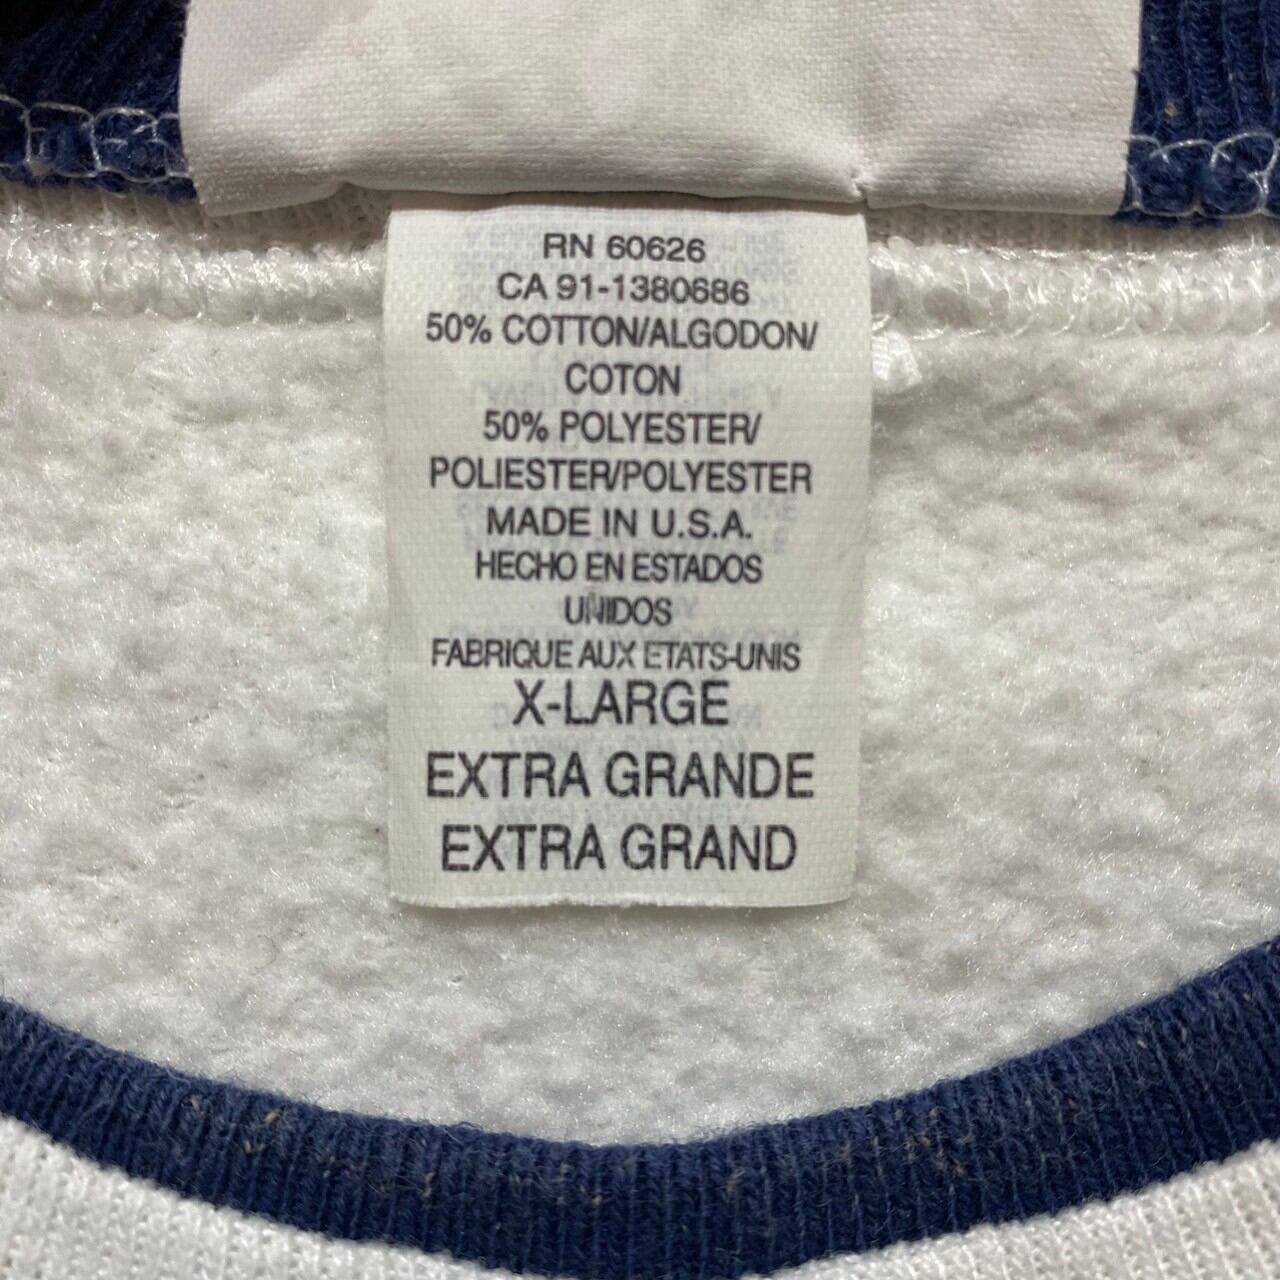 RN 60626
CA 91-1380686
50% COTTON/ALGODON/
COTON
50% POLYESTER/
POLIESTER/POLYESTER
MADE IN U.S.A.
HECHO EN ESTADOS
UNIDOS
FABRIQUE AUX ETATS-UNIS
X-LARGE
EXTRA GRANDE
EXTRA GRAND